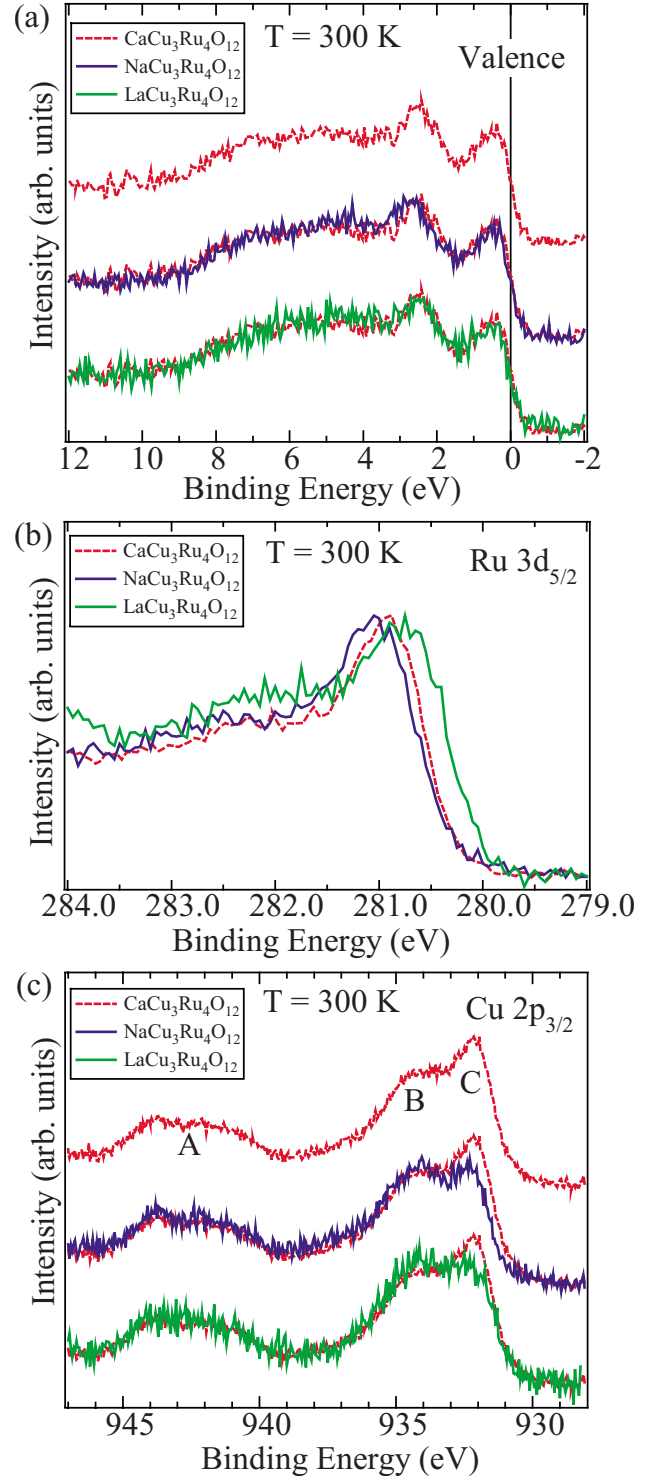 (a)
T = 300 K
CaCu₃Ru₄O₁₂
NaCu₃Ru₄O₁₂
LaCu₃Ru₄O₁₂
Valence
Intensity (arb. units)
12 10 8 6 4 2 0 -2
Binding Energy (eV)
(b)
T = 300 K
CaCu₃Ru₄O₁₂
NaCu₃Ru₄O₁₂
LaCu₃Ru₄O₁₂
Ru 3d₅/₂
Intensity (arb. units)
284.0 283.0 282.0 281.0 280.0 279.0
Binding Energy (eV)
(c)
T = 300 K
CaCu₃Ru₄O₁₂
NaCu₃Ru₄O₁₂
LaCu₃Ru₄O₁₂
Cu 2p₃/₂
A
B
C
Intensity (arb. units)
945 940 935 930
Binding Energy (eV)